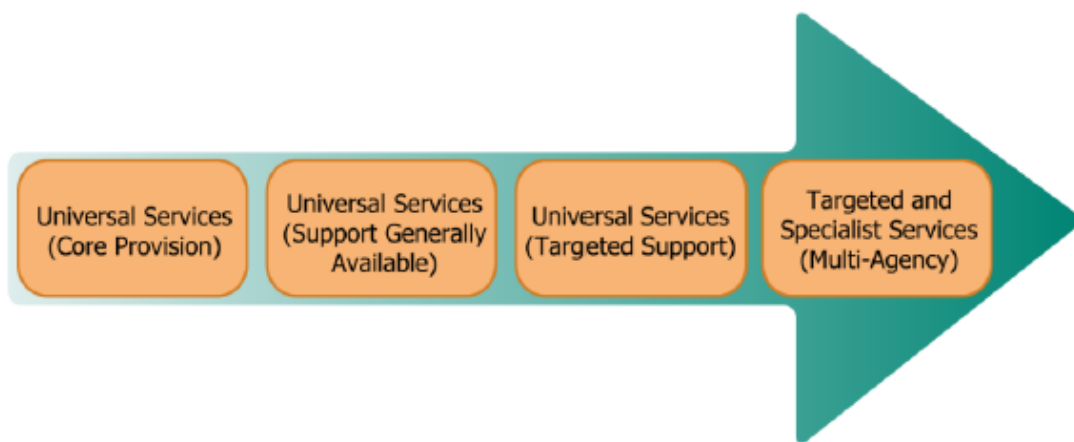 Universal Services
(Core Provision)
Universal Services
(Support Generally
Available)
Universal Services
(Targeted Support)
Targeted and
Specialist Services
(Multi-Agency)